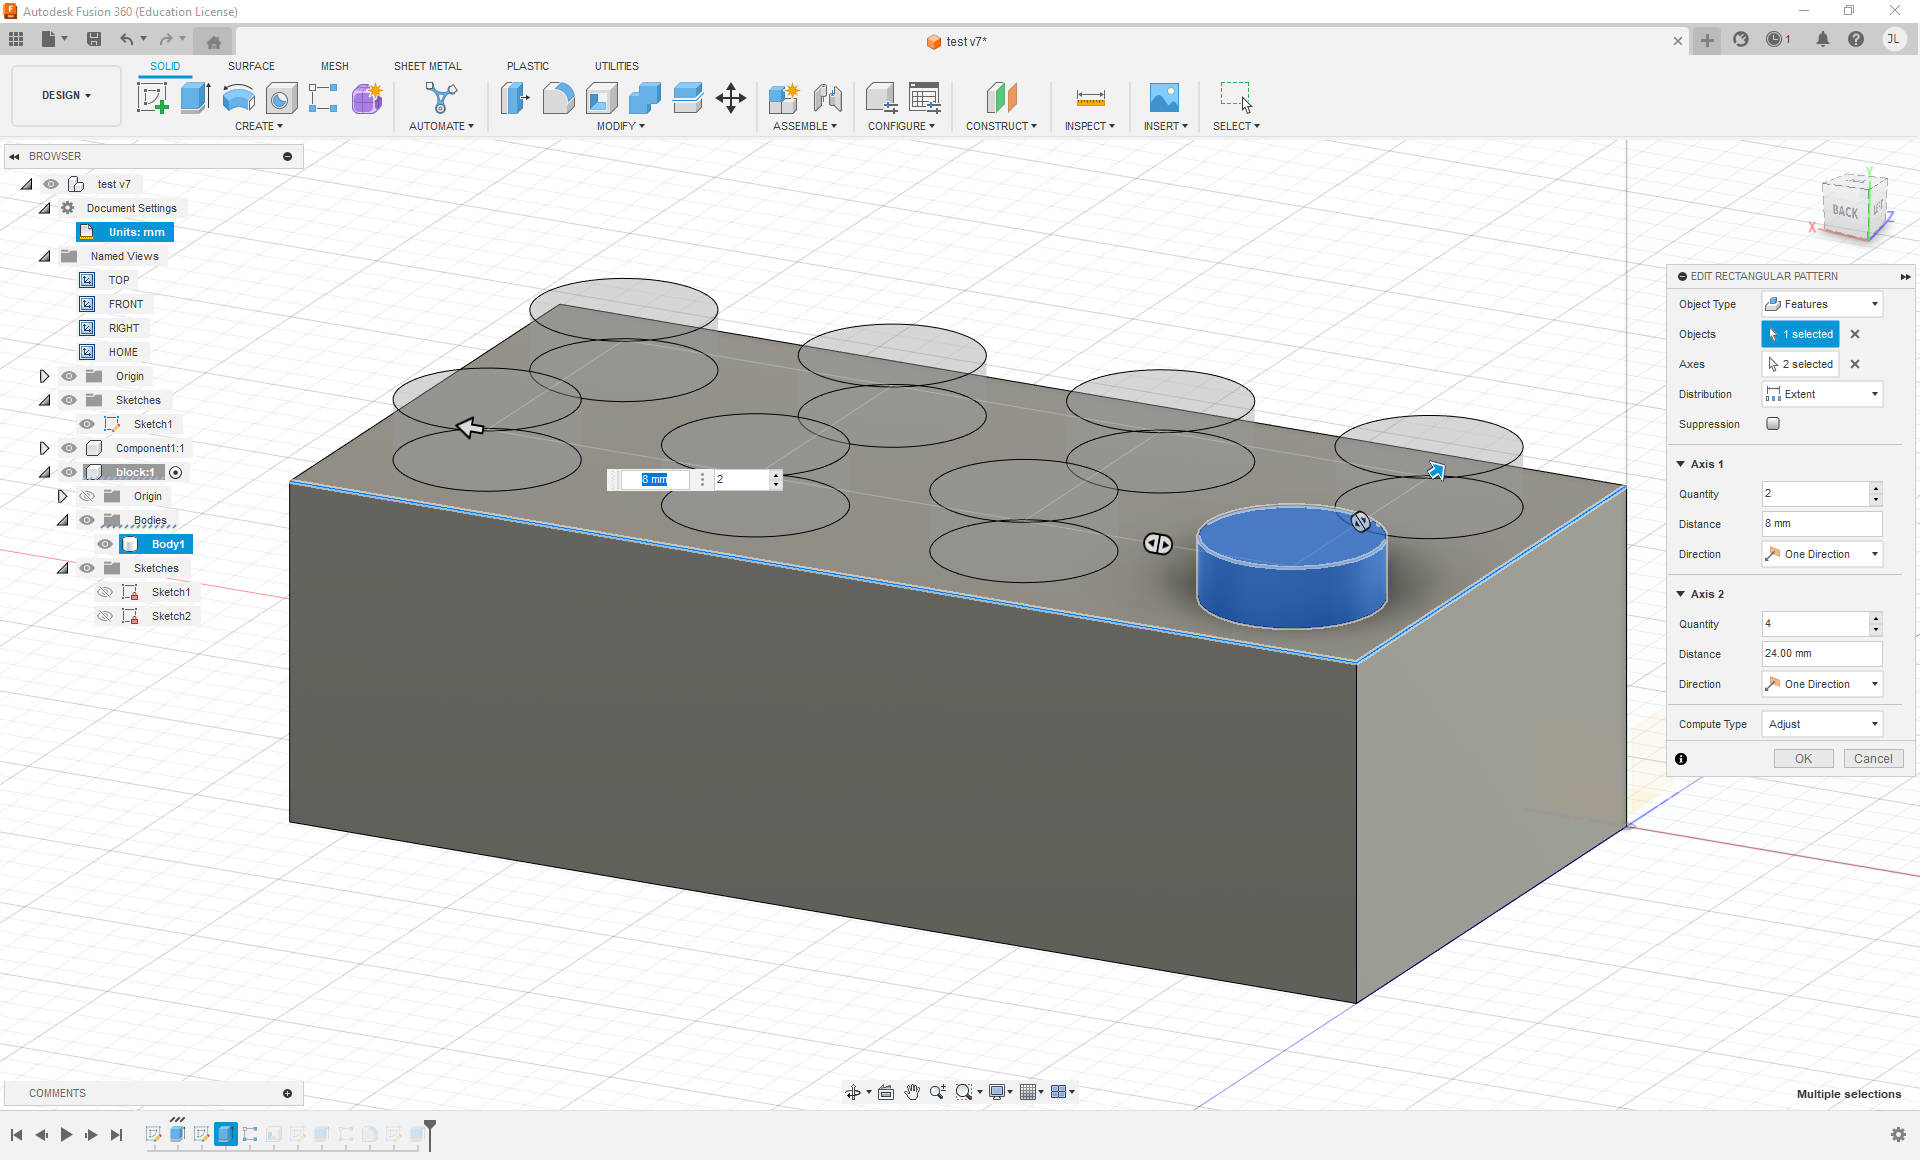 Autodesk Fusion 360 (Education License)
test v7*
1
JL
DESIGN
SOLID SURFACE MESH SHEET METAL PLASTIC UTILITIES
CREATE AUTOMATE MODIFY ASSEMBLE CONFIGURE CONSTRUCT INSPECT INSERT SELECT
BROWSER
test v7
Document Settings
Units: mm
Named Views
TOP
FRONT
RIGHT
HOME
Origin
Sketches
Sketch1
Component1:1
block:1
Origin
Bodies
Body1
Sketches
Sketch1
Sketch2
8 mm 2
Y
BACK
X
Z
EDIT RECTANGULAR PATTERN
Object Type Features
Objects 1 selected
Axes 2 selected
Distribution Extent
Suppression
Axis 1
Quantity 2
Distance 8 mm
Direction One Direction
Axis 2
Quantity 4
Distance 24.00 mm
Direction One Direction
Compute Type Adjust
OK Cancel
COMMENTS
Multiple selections